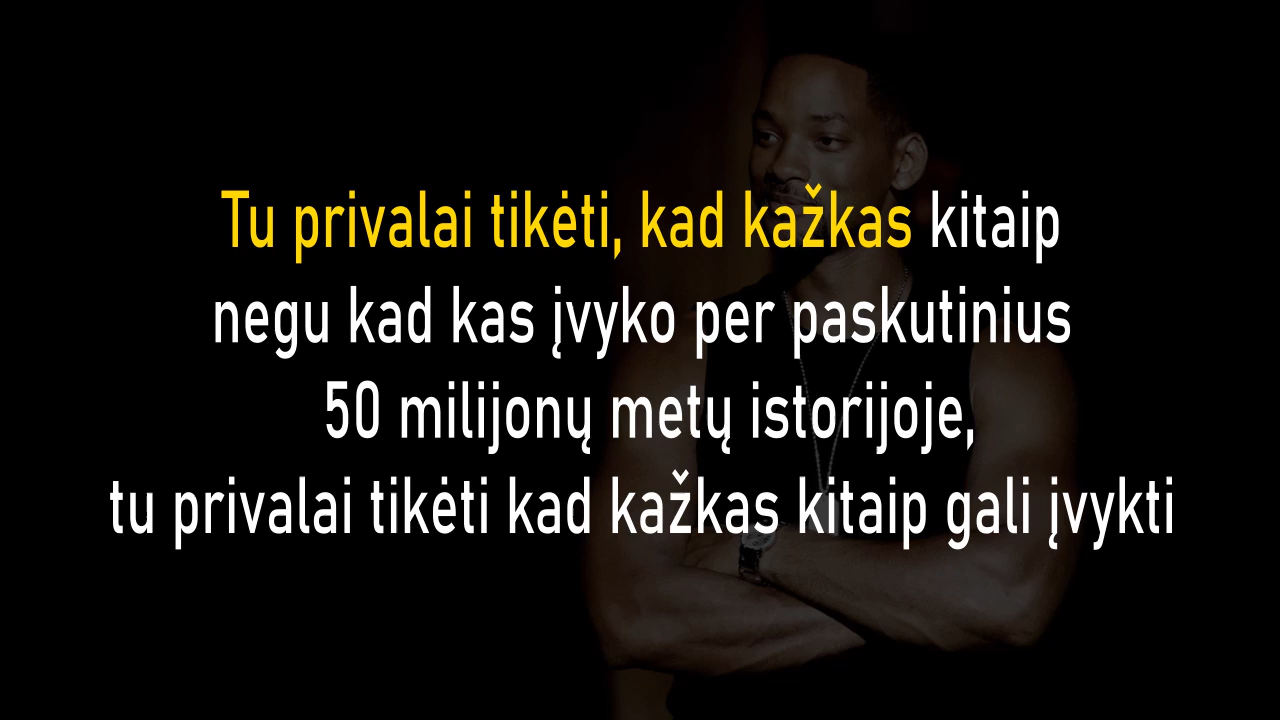 Tu privalai tikėti, kad kažkas kitaip
negu kad kas įvyko per paskutinius
50 milijonų metų istorijoje,
tu privalai tikėti kad kažkas kitaip gali įvykti